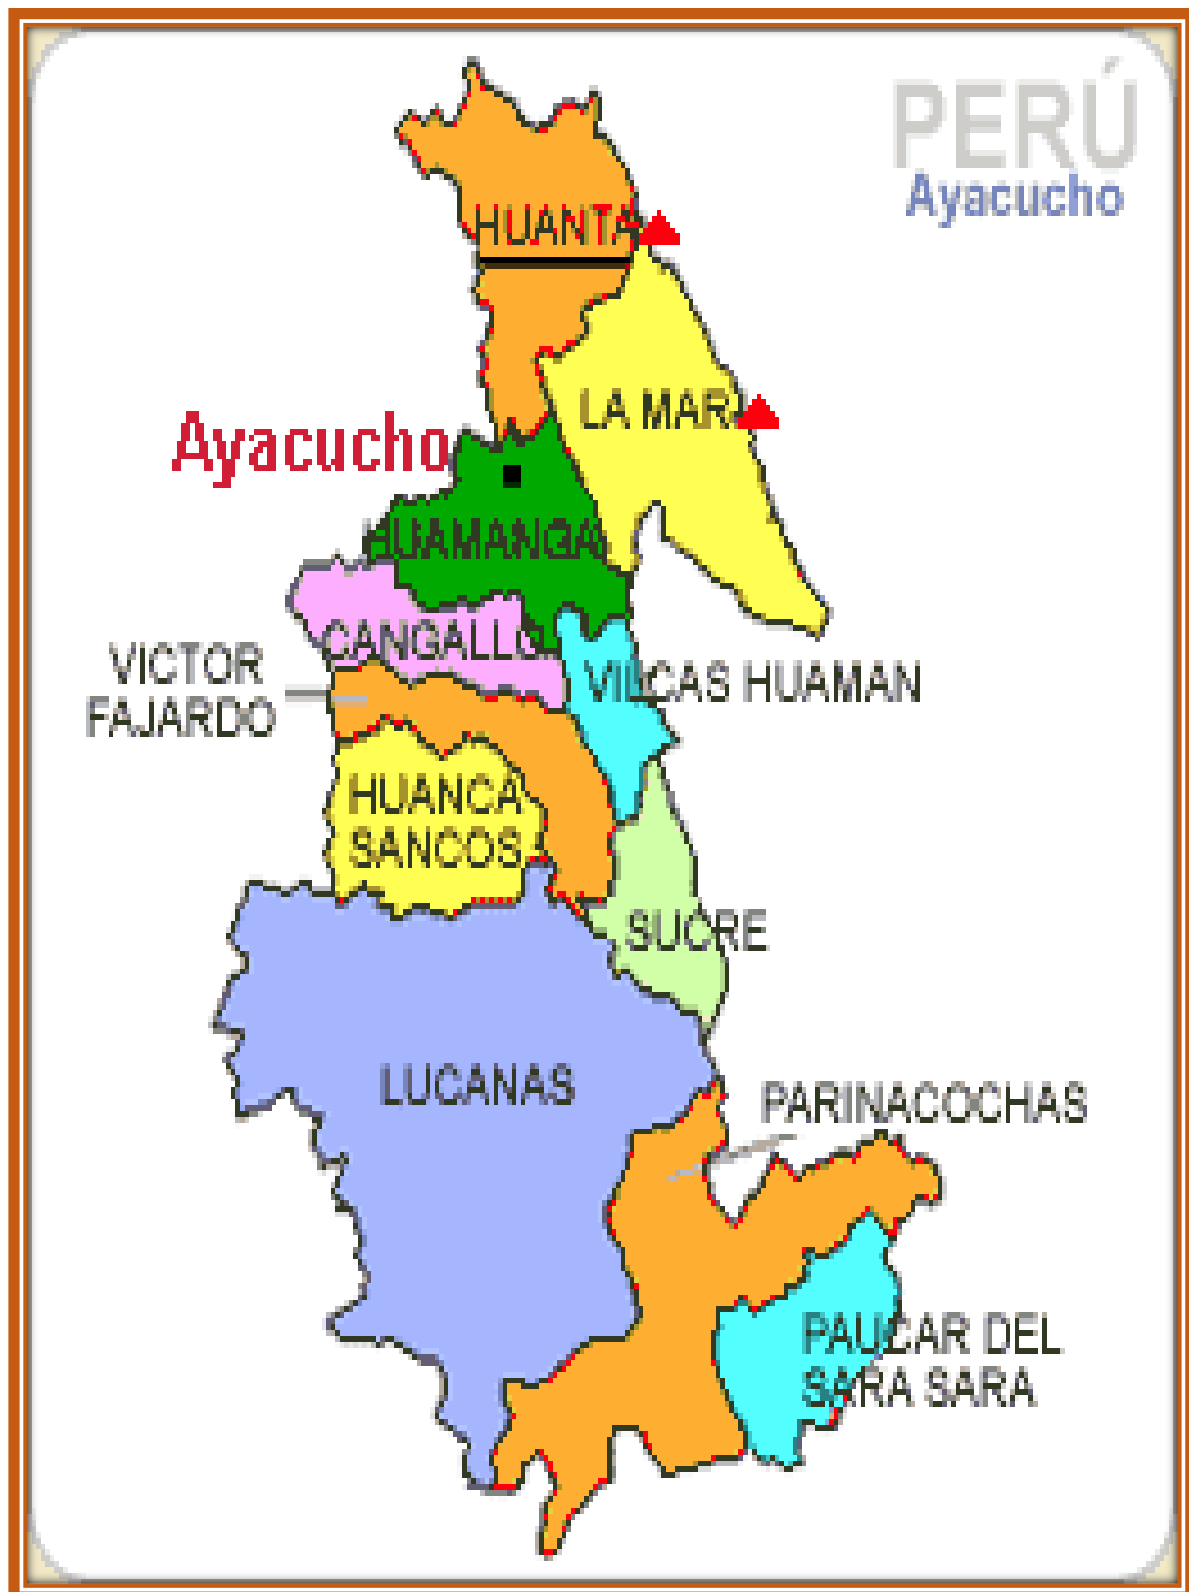 PERÚ
Ayacucho
HUANTA
LA MAR
Ayacucho
HUAMANGA
CANGALLO
VICTOR
FAJARDO
VILCAS HUAMAN
HUANCA
SANCOS
SUCRE
LUCANAS
PARINACOCHAS
PAUCAR DEL
SARA SARA